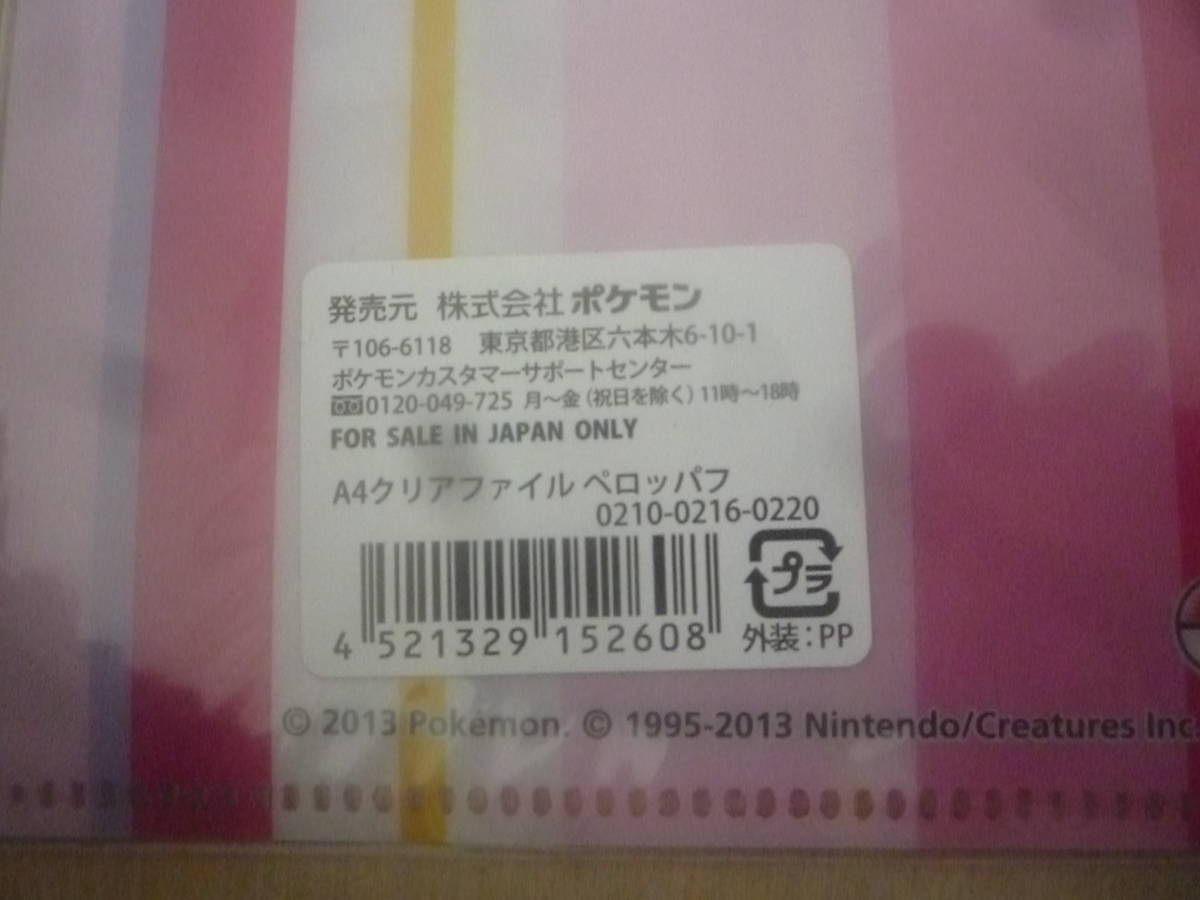 発売元 株式会社ポケモン
〒106-6118 東京都港区六本木6-10-1
ポケモンカスタマーサポートセンター
0120-049-725 月〜金(祝日を除く)11時〜18時
FOR SALE IN JAPAN ONLY
A4クリアファイル ペロッパフ
0210-0216-0220
4 521329 152608
プラ
外装:PP
© 2013 Pokémon. © 1995-2013 Nintendo/Creatures Inc.